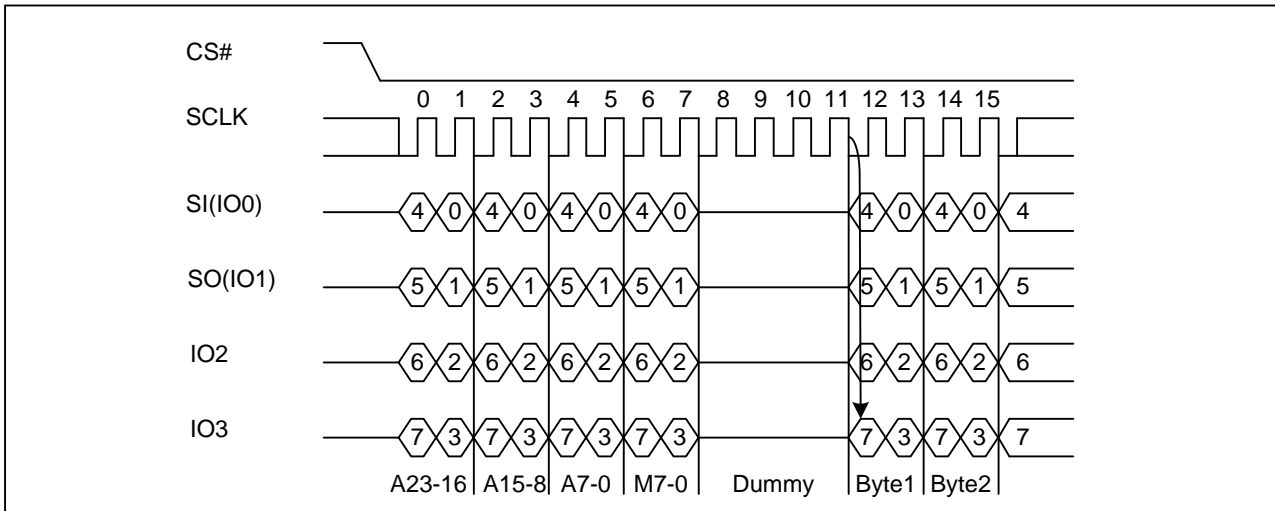 CS#
0 1 2 3 4 5 6 7 8 9 10 11 12 13 14 15
SCLK
SI(IO0) 4 0 4 0 4 0 4 0 4 0 4 0 4
SO(IO1) 5 1 5 1 5 1 5 1 5 1 5 1 5
IO2 6 2 6 2 6 2 6 2 6 2 6 2 6
IO3 7 3 7 3 7 3 7 3 7 3 7 3 7
A23-16 A15-8 A7-0 M7-0 Dummy Byte1 Byte2